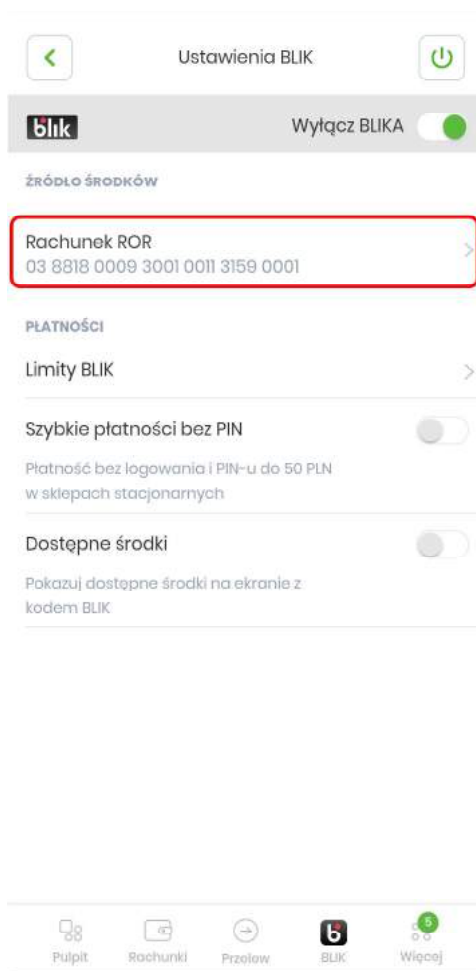 Ustawienia BLIK
blik
Wyłącz BLIKA
ŹRÓDŁO ŚRODKÓW
Rachunek ROR
03 8818 0009 3001 0011 3159 0001
PŁATNOŚCI
Limity BLIK
Szybkie płatności bez PIN
Płatność bez logowania i PIN-u do 50 PLN
w sklepach stacjonarnych
Dostępne środki
Pokazuj dostępne środki na ekranie z
kodem BLIK
5
Pulpit Rachunki Przelew BLIK Więcej